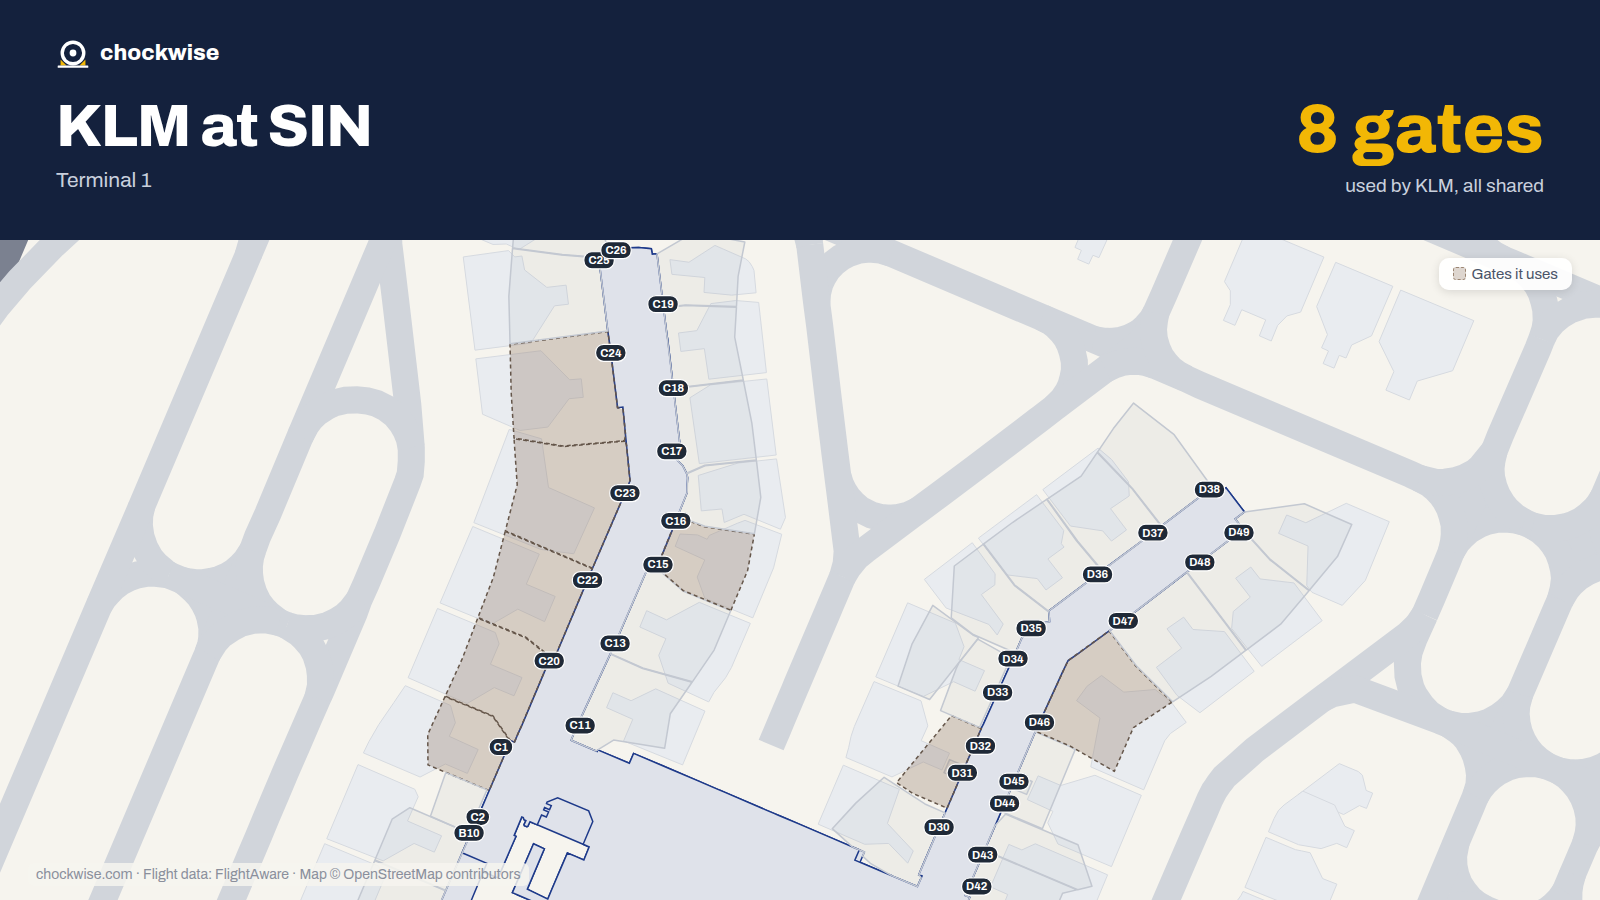 chockwise
KLM at SIN
Terminal 1
8 gates
used by KLM, all shared
Gates it uses
C26
C25
C19
C24
C18
C17
C23
C16
C15
C22
C13
C20
C11
C1
C2
B10
D38
D37
D49
D48
D36
D47
D35
D34
D33
D46
D32
D31
D45
D44
D30
D43
D42
chockwise.com · Flight data: FlightAware · Map © OpenStreetMap contributors